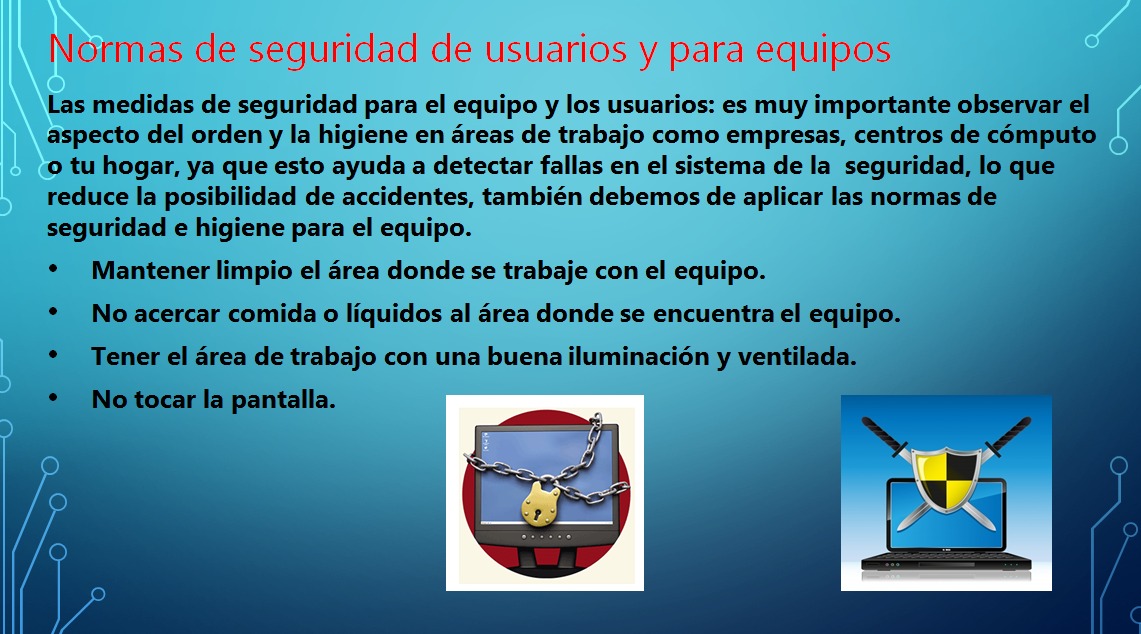 Normas de seguridad de usuarios y para equipos
Las medidas de seguridad para el equipo y los usuarios: es muy importante observar el
aspecto del orden y la higiene en áreas de trabajo como empresas, centros de cómputo
o tu hogar, ya que esto ayuda a detectar fallas en el sistema de la  seguridad, lo que
reduce la posibilidad de accidentes, también debemos de aplicar las normas de
seguridad e higiene para el equipo.
• Mantener limpio el área donde se trabaje con el equipo.
• No acercar comida o líquidos al área donde se encuentra el equipo.
• Tener el área de trabajo con una buena iluminación y ventilada.
• No tocar la pantalla.